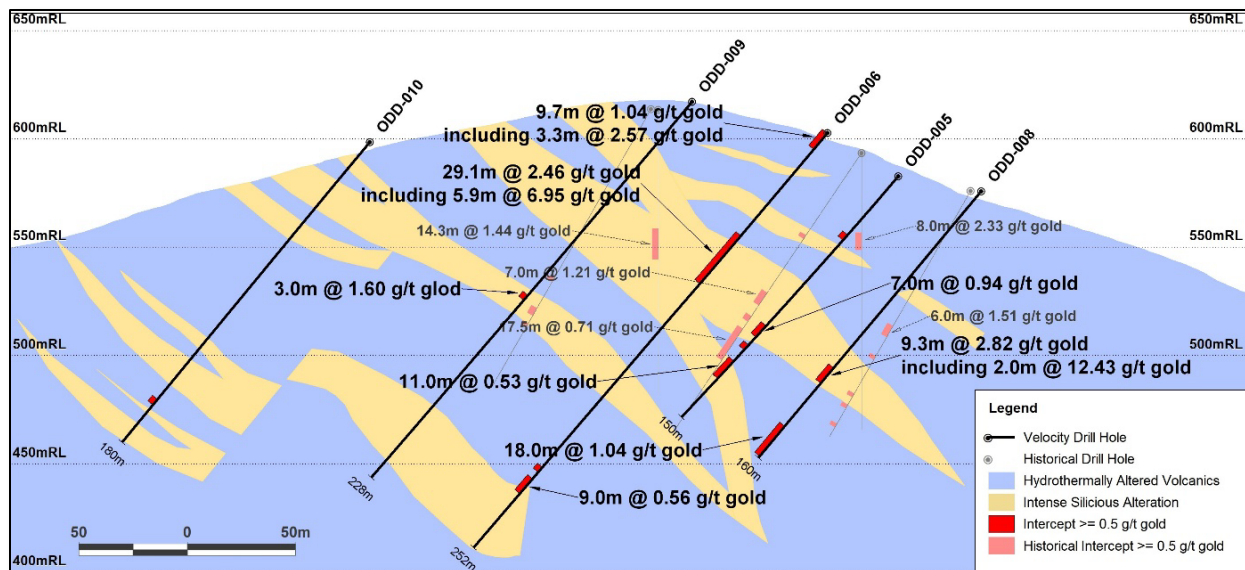 650mRL
650mRL
ODD-010
ODD-009
ODD-006
ODD-005
ODD-008
600mRL
600mRL
9.7m @ 1.04 g/t gold
including 3.3m @ 2.57 g/t gold
29.1m @ 2.46 g/t gold
including 5.9m @ 6.95 g/t gold
550mRL
550mRL
14.3m @ 1.44 g/t gold
8.0m @ 2.33 g/t gold
7.0m @ 1.21 g/t gold
3.0m @ 1.60 g/t glod
7.0m @ 0.94 g/t gold
17.5m @ 0.71 g/t gold
6.0m @ 1.51 g/t gold
500mRL
500mRL
9.3m @ 2.82 g/t gold
including 2.0m @ 12.43 g/t gold
11.0m @ 0.53 g/t gold
150m
180m
18.0m @ 1.04 g/t gold
160m
450mRL
228m
9.0m @ 0.56 g/t gold
252m
400mRL
50
0
50m
Legend
Velocity Drill Hole
Historical Drill Hole
Hydrothermally Altered Volcanics
Intense Silicious Alteration
Intercept >= 0.5 g/t gold
Historical Intercept >= 0.5 g/t gold